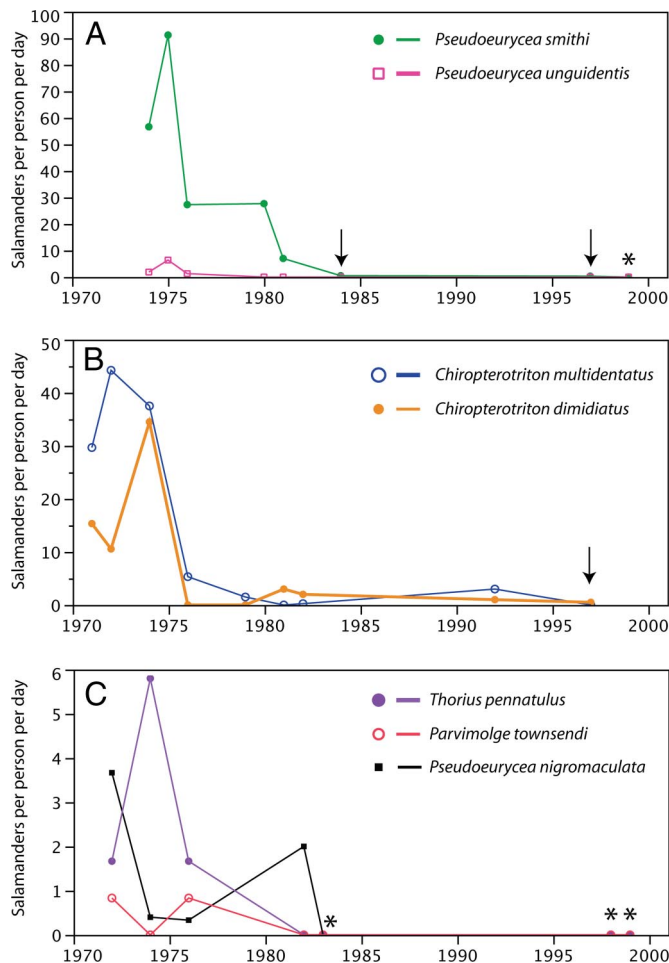 A
Salamanders per person per day
100
90
80
70
60
50
40
30
20
10
0
Pseudoeurycea smithi
Pseudoeurycea unguidentis
*
1970 1975 1980 1985 1990 1995 2000
B
Salamanders per person per day
50
40
30
20
10
0
Chiropterotriton multidentatus
Chiropterotriton dimidiatus
1970 1975 1980 1985 1990 1995 2000
C
Salamanders per person per day
6
5
4
3
2
1
0
Thorius pennatulus
Parvimolge townsendi
Pseudoeurycea nigromaculata
* * *
1970 1975 1980 1985 1990 1995 2000